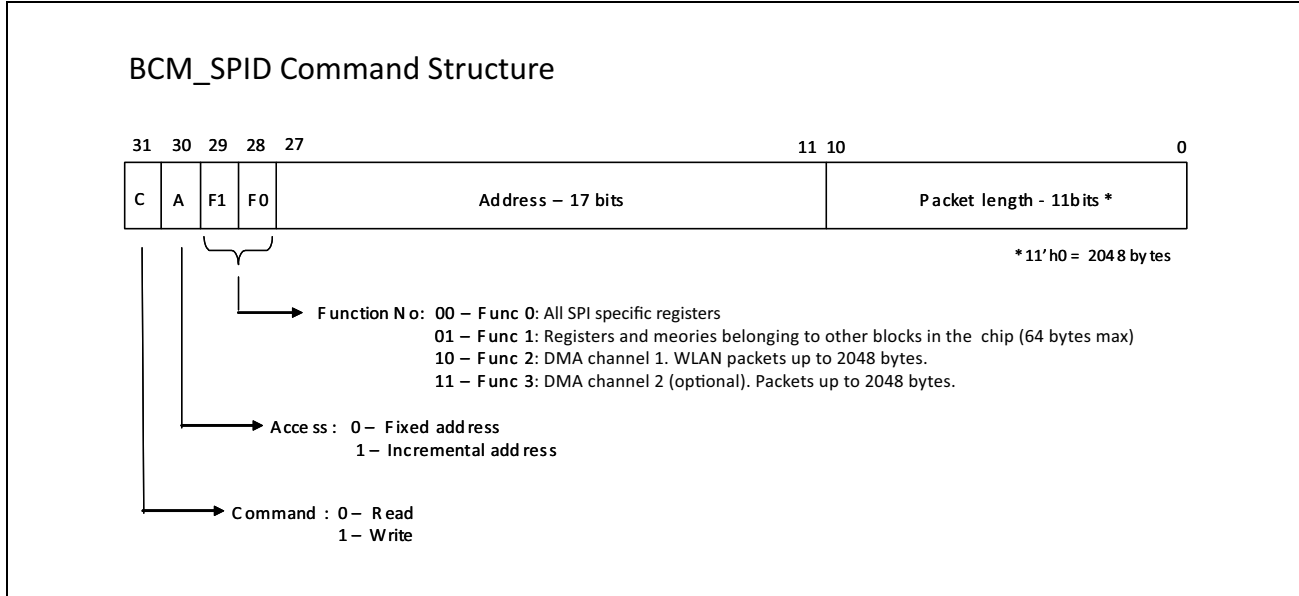 BCM_SPID Command Structure
31 30 29 28 27 11 10 0
C A F1 F0 Address – 17 bits Packet length - 11bits *
*11'h0 = 2048 bytes
Function No: 00 – Func 0: All SPI specific registers
01 – Func 1: Registers and meories belonging to other blocks in the chip (64 bytes max)
10 – Func 2: DMA channel 1. WLAN packets up to 2048 bytes.
11 – Func 3: DMA channel 2 (optional). Packets up to 2048 bytes.
Access: 0 – Fixed address
1 – Incremental address
Command : 0 – Read
1 – Write